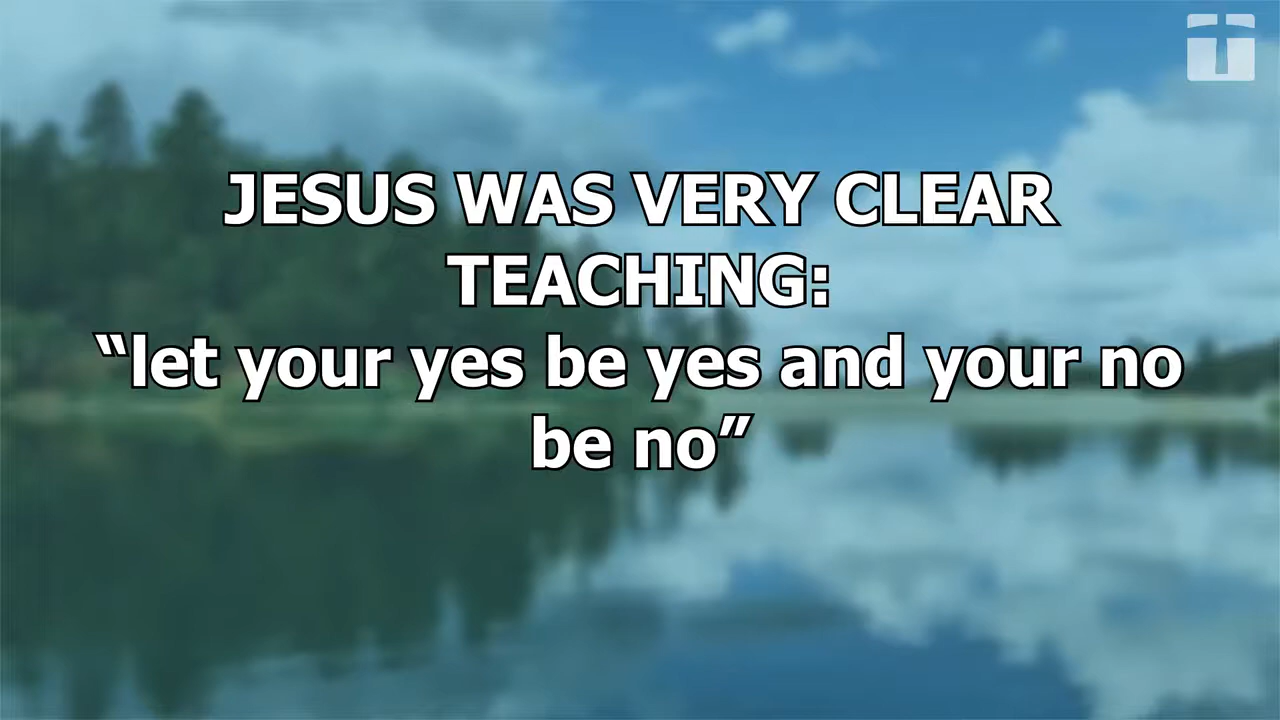 JESUS WAS VERY CLEAR
TEACHING:
“let your yes be yes and your no
be no”